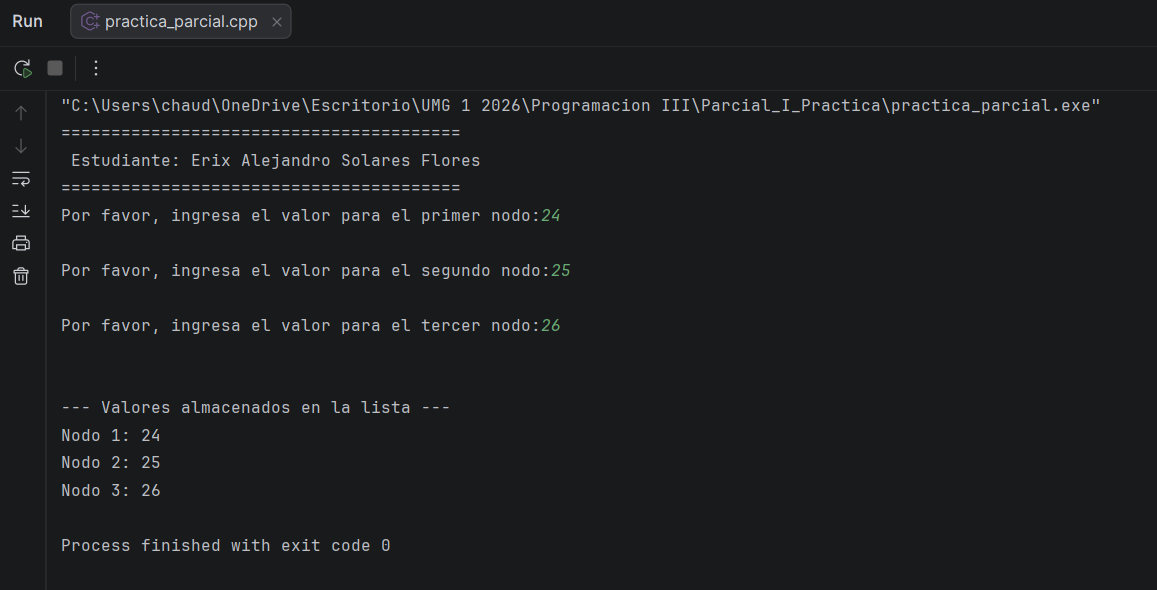 Run
practica_parcial.cpp
"C:\Users\chaud\OneDrive\Escritorio\UMG 1 2026\Programacion III\Parcial_I_Practica\practica_parcial.exe"
========================================
Estudiante: Erix Alejandro Solares Flores
========================================
Por favor, ingresa el valor para el primer nodo:24
Por favor, ingresa el valor para el segundo nodo:25
Por favor, ingresa el valor para el tercer nodo:26
--- Valores almacenados en la lista ---
Nodo 1: 24
Nodo 2: 25
Nodo 3: 26
Process finished with exit code 0